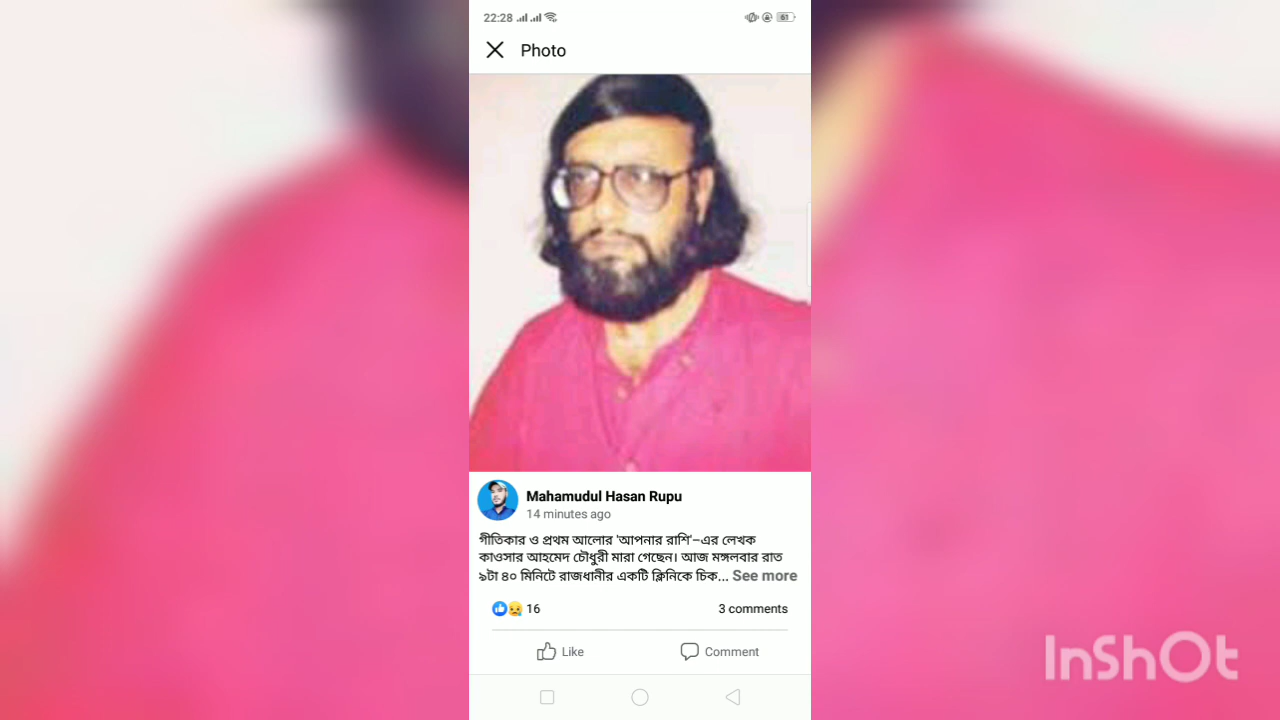 22:28
61
Photo
Mahamudul Hasan Rupu
14 minutes ago
গীতিকার ও প্রথম আলোর 'আপনার রাশি'–এর লেখক
কাওসার আহমেদ চৌধুরী মারা গেছেন। আজ মঙ্গলবার রাত
৯টা ৪০ মিনিটে রাজধানীর একটি ক্লিনিকে চিক... See more
16
3 comments
Like
Comment
InShOt